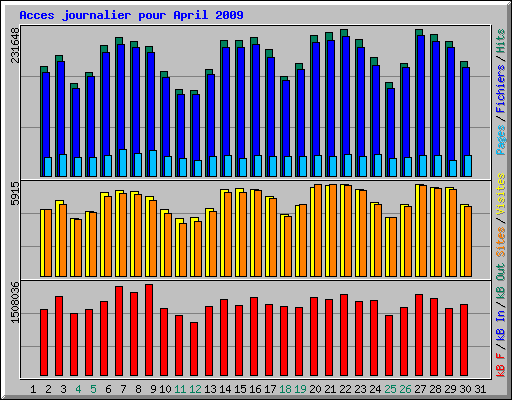 Acces journalier pour April 2009
231648
Pages / Fichiers / Hits
5915
Sites / Visites
1508036
kB F / kB In / kB Out
1 2 3 4 5 6 7 8 9 10 11 12 13 14 15 16 17 18 19 20 21 22 23 24 25 26 27 28 29 30 31